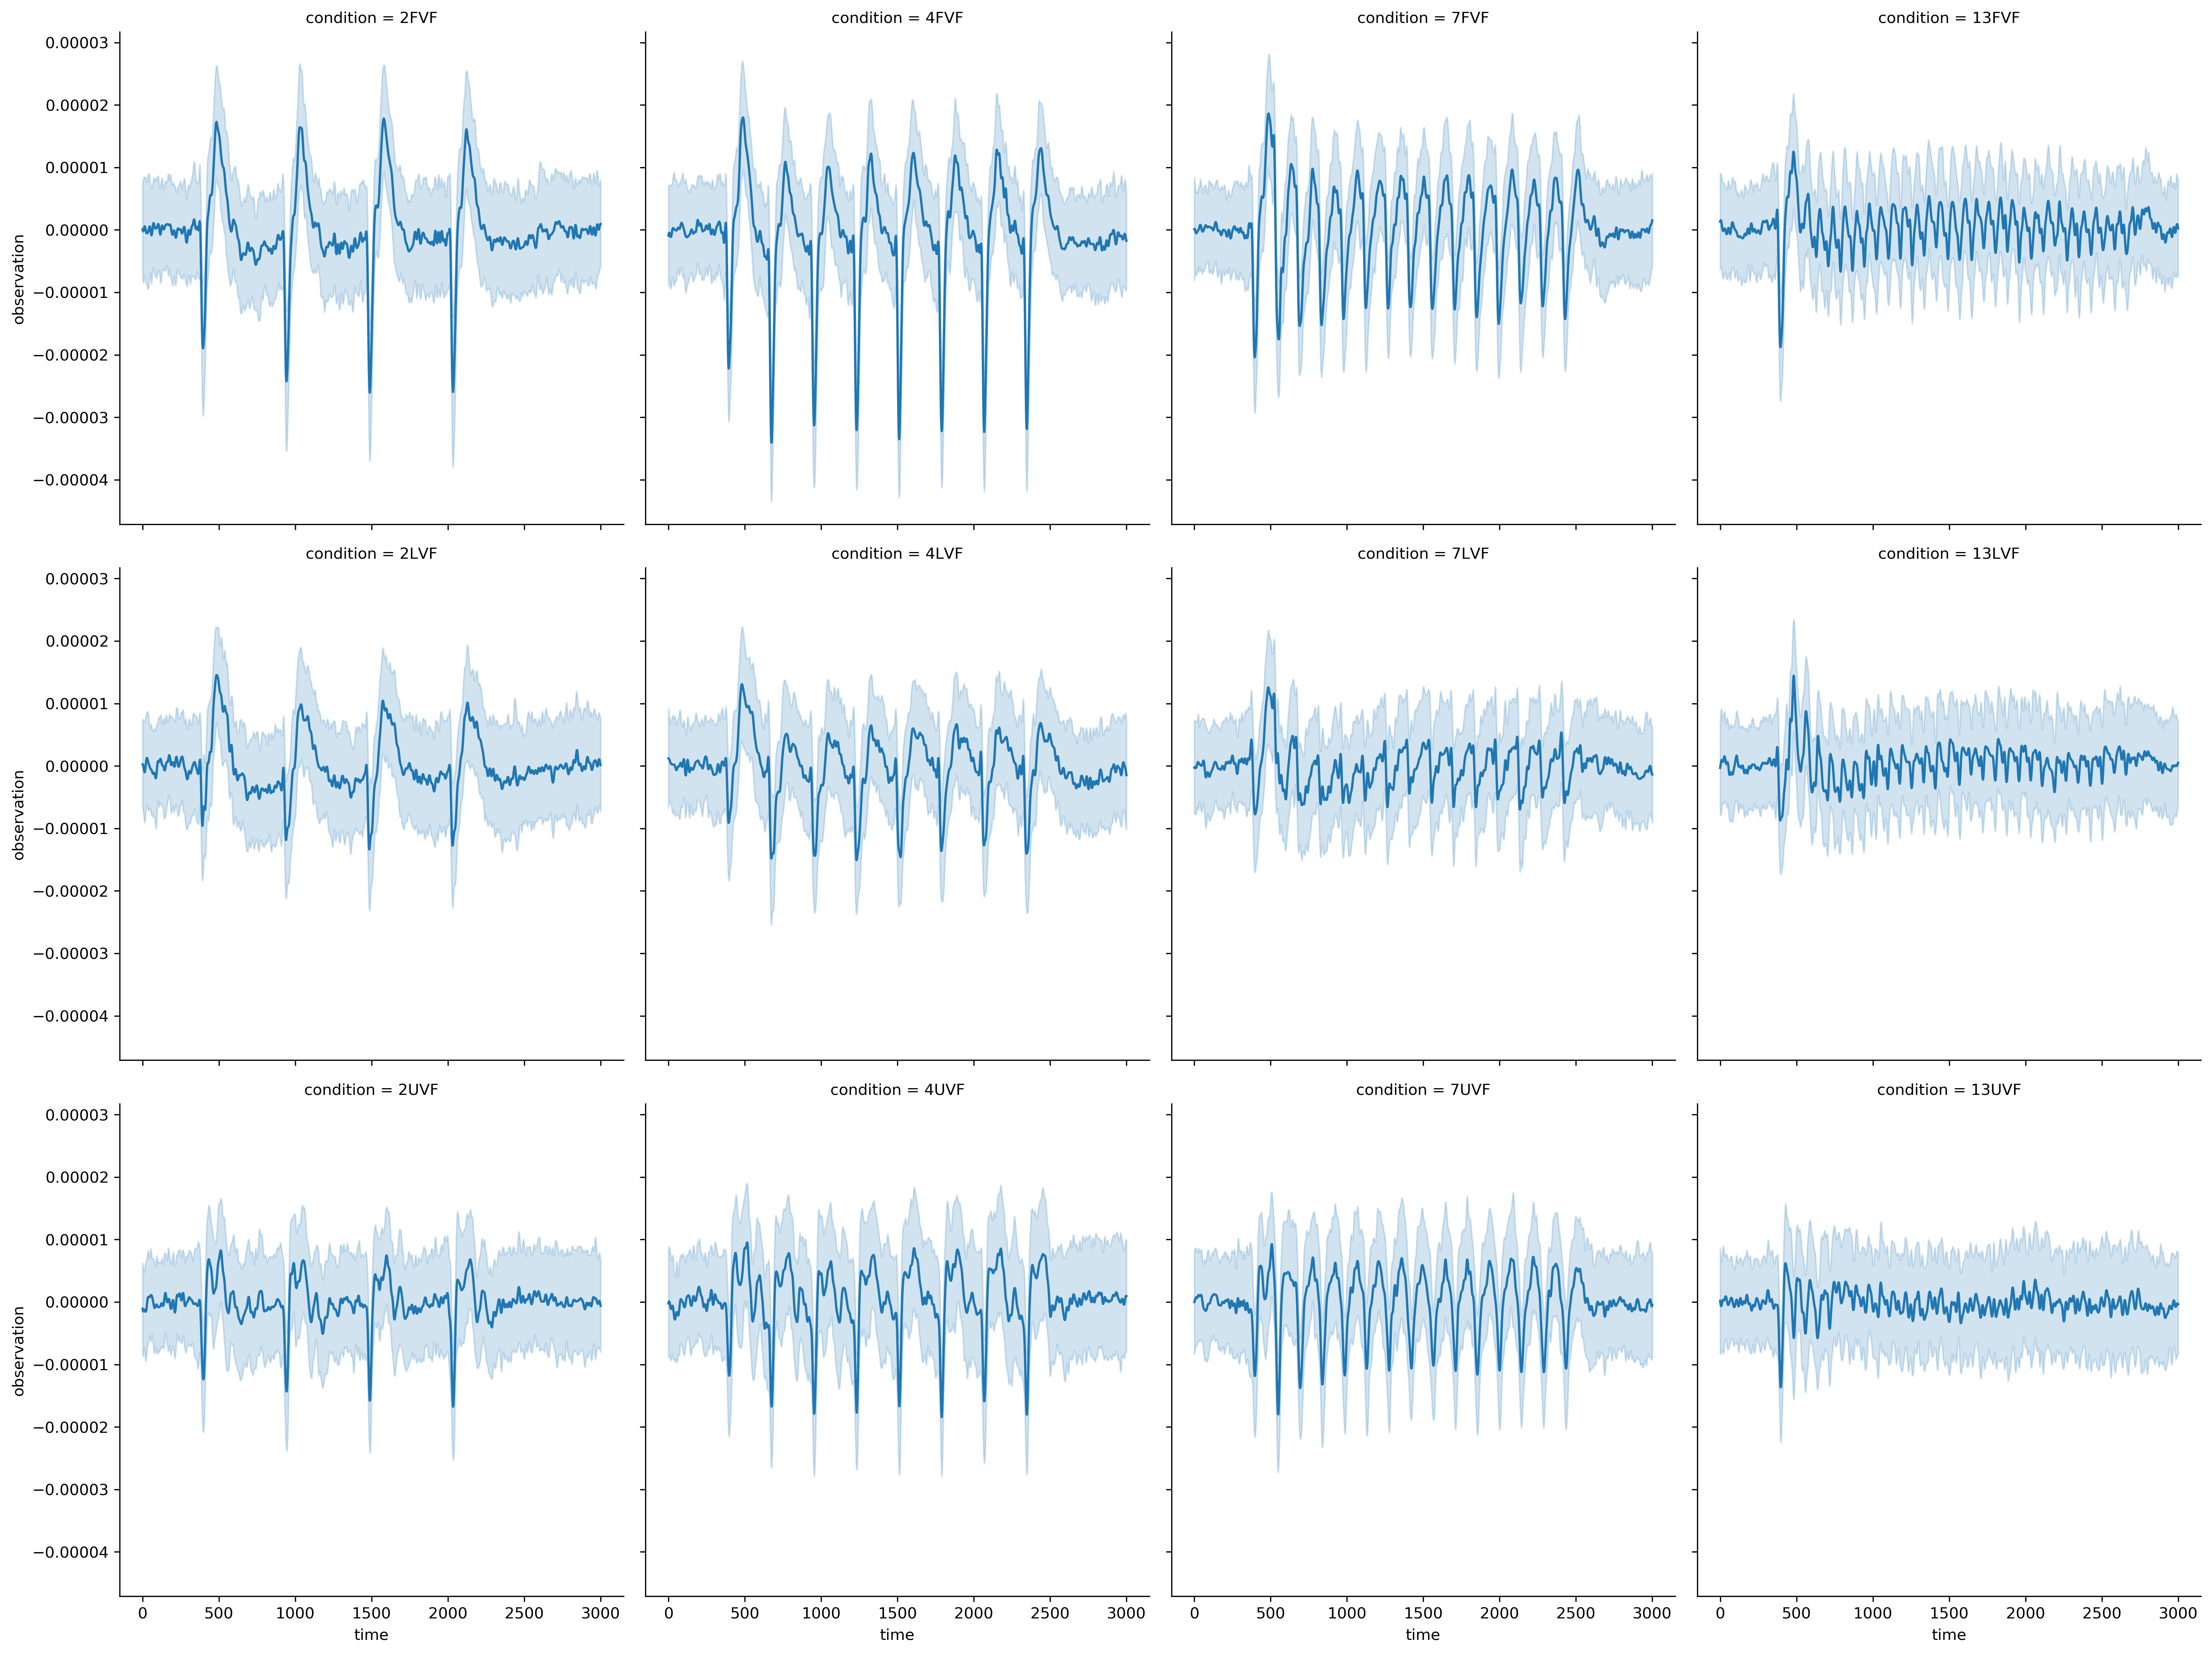 condition = 2FVF
condition = 4FVF
condition = 7FVF
condition = 13FVF
0.00003
0.00002
0.00001
0.00000
−0.00001
−0.00002
−0.00003
−0.00004
observation
condition = 2LVF
condition = 4LVF
condition = 7LVF
condition = 13LVF
0.00003
0.00002
0.00001
0.00000
−0.00001
−0.00002
−0.00003
−0.00004
observation
condition = 2UVF
condition = 4UVF
condition = 7UVF
condition = 13UVF
0.00003
0.00002
0.00001
0.00000
−0.00001
−0.00002
−0.00003
−0.00004
observation
0 500 1000 1500 2000 2500 3000
time
0 500 1000 1500 2000 2500 3000
time
0 500 1000 1500 2000 2500 3000
time
0 500 1000 1500 2000 2500 3000
time